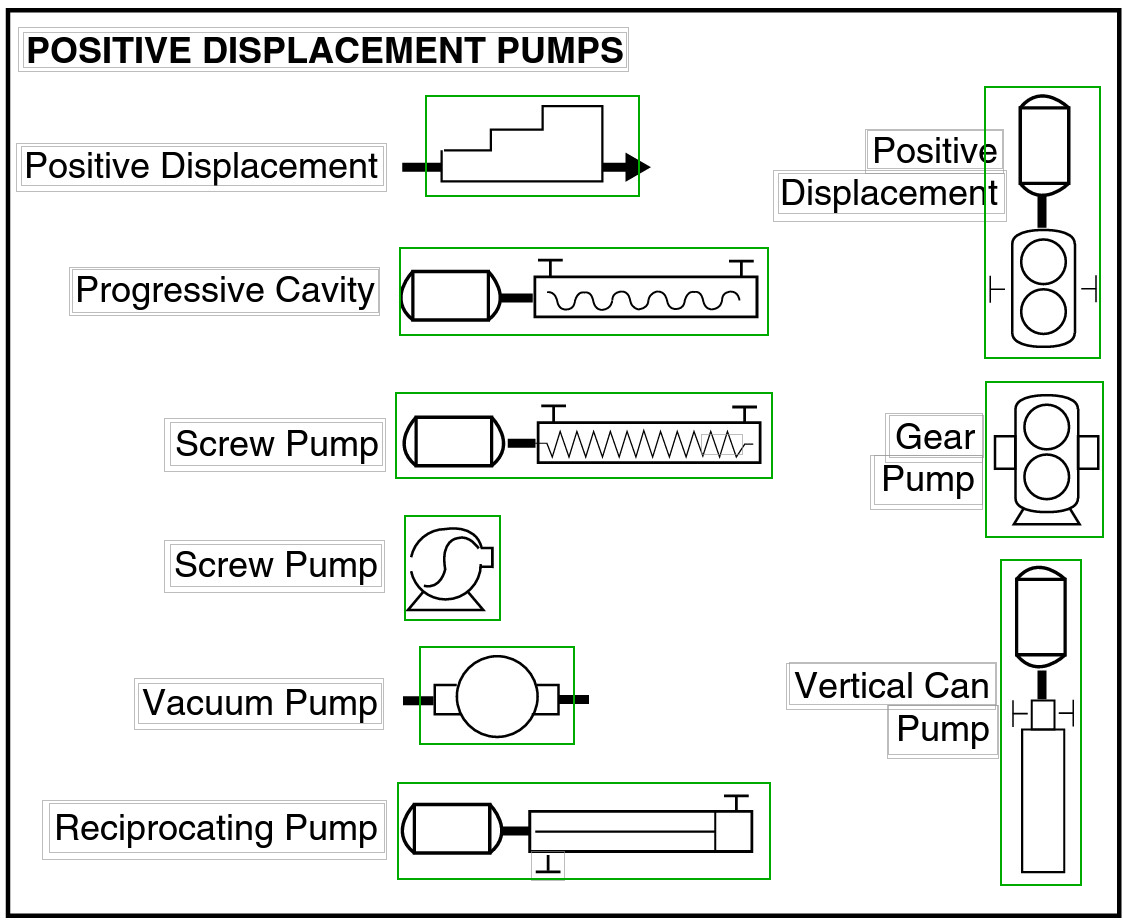 POSITIVE DISPLACEMENT PUMPS
Positive Displacement
Progressive Cavity
Screw Pump
Screw Pump
Vacuum Pump
Reciprocating Pump
Positive
Displacement
Gear
Pump
Vertical Can
Pump